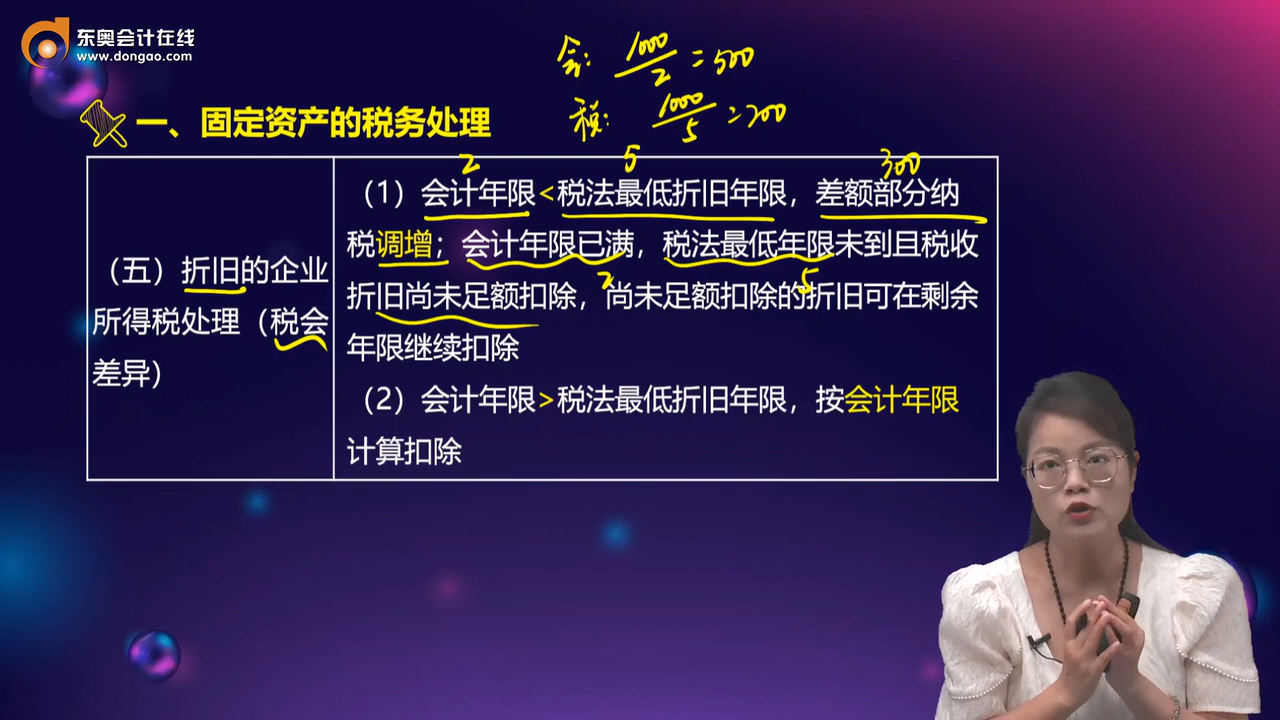 东奥会计在线
www.dongao.com
会: 1000/2 = 500
税: 1000/5 = 200
一、固定资产的税务处理
2 5 300
(五)折旧的企业
所得税处理(税会
差异)
(1)会计年限<税法最低折旧年限,差额部分纳
税调增;会计年限已满,税法最低年限未到且税收
2 5
折旧尚未足额扣除,尚未足额扣除的折旧可在剩余
年限继续扣除
(2)会计年限>税法最低折旧年限,按会计年限
计算扣除